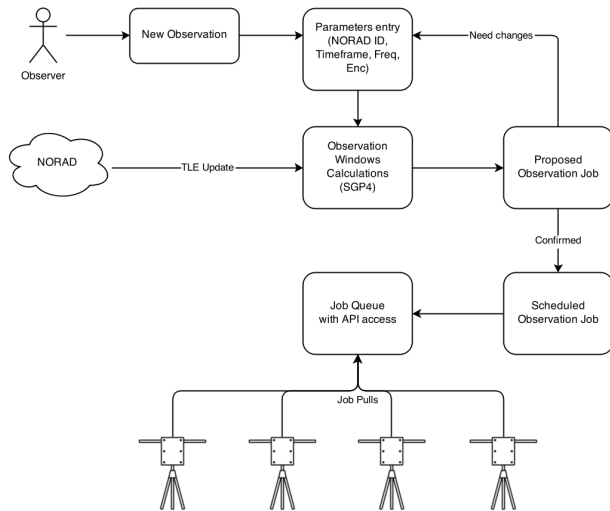 Observer
New Observation
Parameters entry
(NORAD ID,
Timeframe, Freq,
Enc)
Need changes
NORAD
TLE Update
Observation
Windows
Calculations
(SGP4)
Proposed
Observation Job
Confirmed
Job Queue
with API access
Scheduled
Observation Job
Job Pulls